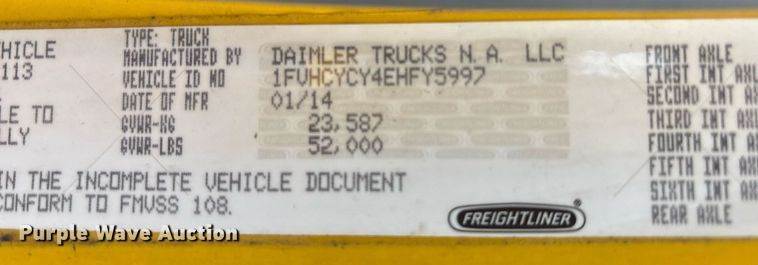 EHICLE
113
LE TO
LLY
IN THE INCOMPLETE VEHICLE DOCUMENT
CONFORM TO FMVSS 108.
TYPE: TRUCK
MANUFACTURED BY DAIMLER TRUCKS N.A. LLC
VEHICLE ID NO 1FVHCYCY4EHFY5997
DATE OF MFR 01/14
GVWR-KG 23,587
GVWR-LBS 52,000
FRONT AXLE
FIRST INT AXL
SECOND INT AX
THIRD INT AX
FOURTH INT AX
FIFTH INT AX
SIXTH INT AX
REAR AXLE
FREIGHTLINER
Purple Wave Auction